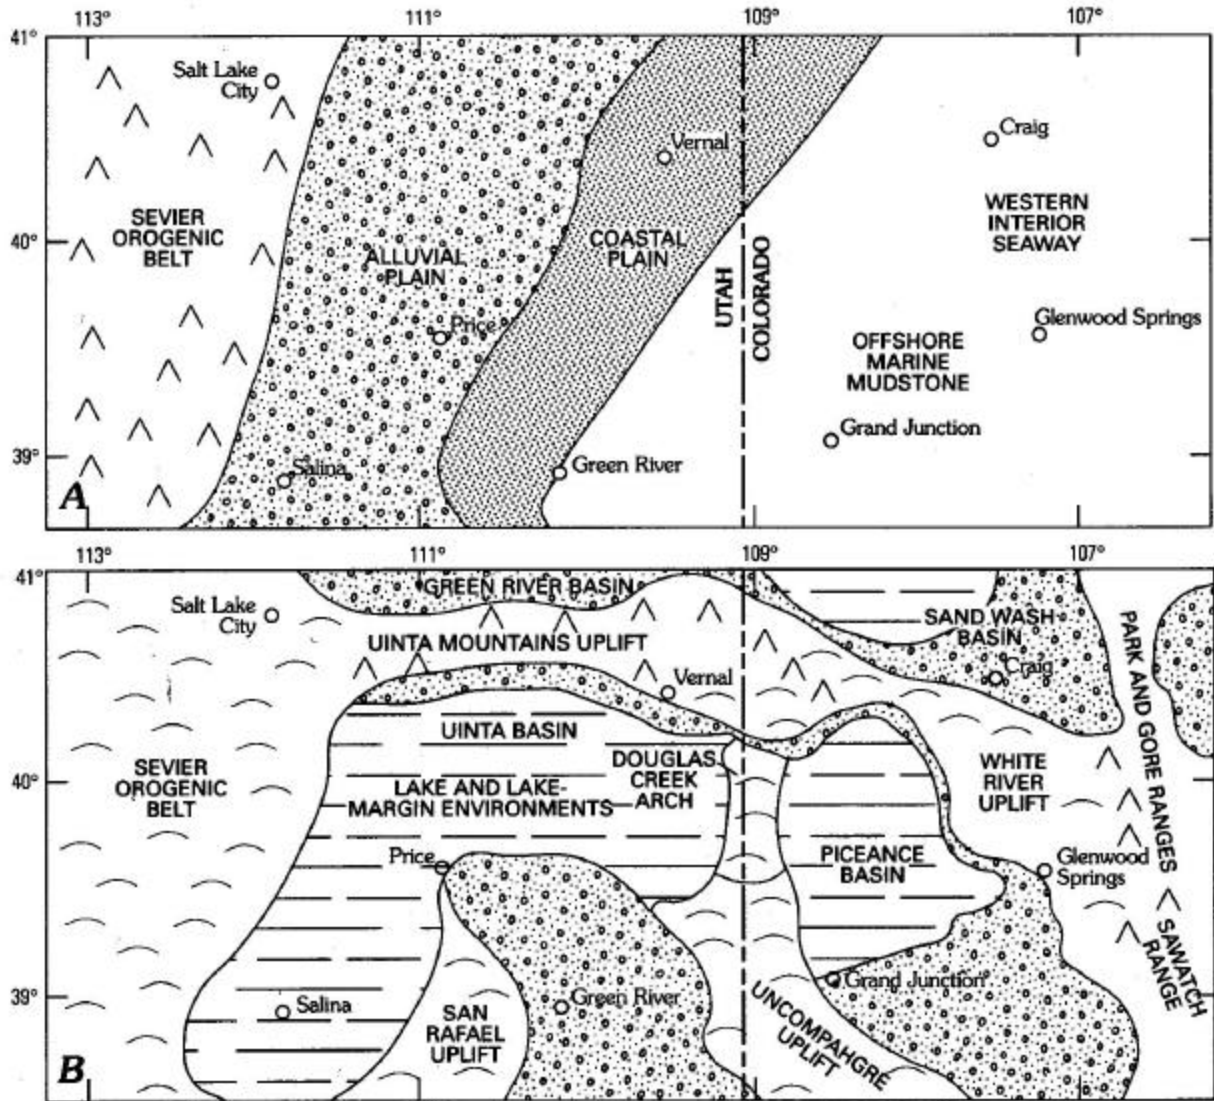 113°
111°
109°
107°
41°
Salt Lake
City
Craig
Vernal
WESTERN
INTERIOR
SEAWAY
SEVIER
OROGENIC
BELT
40°
COASTAL
PLAIN
ALLUVIAL
PLAIN
UTAH
COLORADO
Price
Glenwood Springs
OFFSHORE
MARINE
MUDSTONE
Grand Junction
39°
Salina
Green River
A
113°
111°
109°
107°
41°
GREEN RIVER BASIN
Salt Lake
City
SAND WASH
BASIN
UINTA MOUNTAINS UPLIFT
Craig
Vernal
PARK AND GORE RANGES
SAWATCH
RANGE
UINTA BASIN
DOUGLAS
CREEK
ARCH
WHITE
RIVER
UPLIFT
SEVIER
OROGENIC
BELT
40°
LAKE AND LAKE-
MARGIN ENVIRONMENTS
Price
PICEANCE
BASIN
Glenwood
Springs
Grand Junction
39°
Salina
Green River
SAN
RAFAEL
UPLIFT
UNCOMPAHGRE
UPLIFT
B